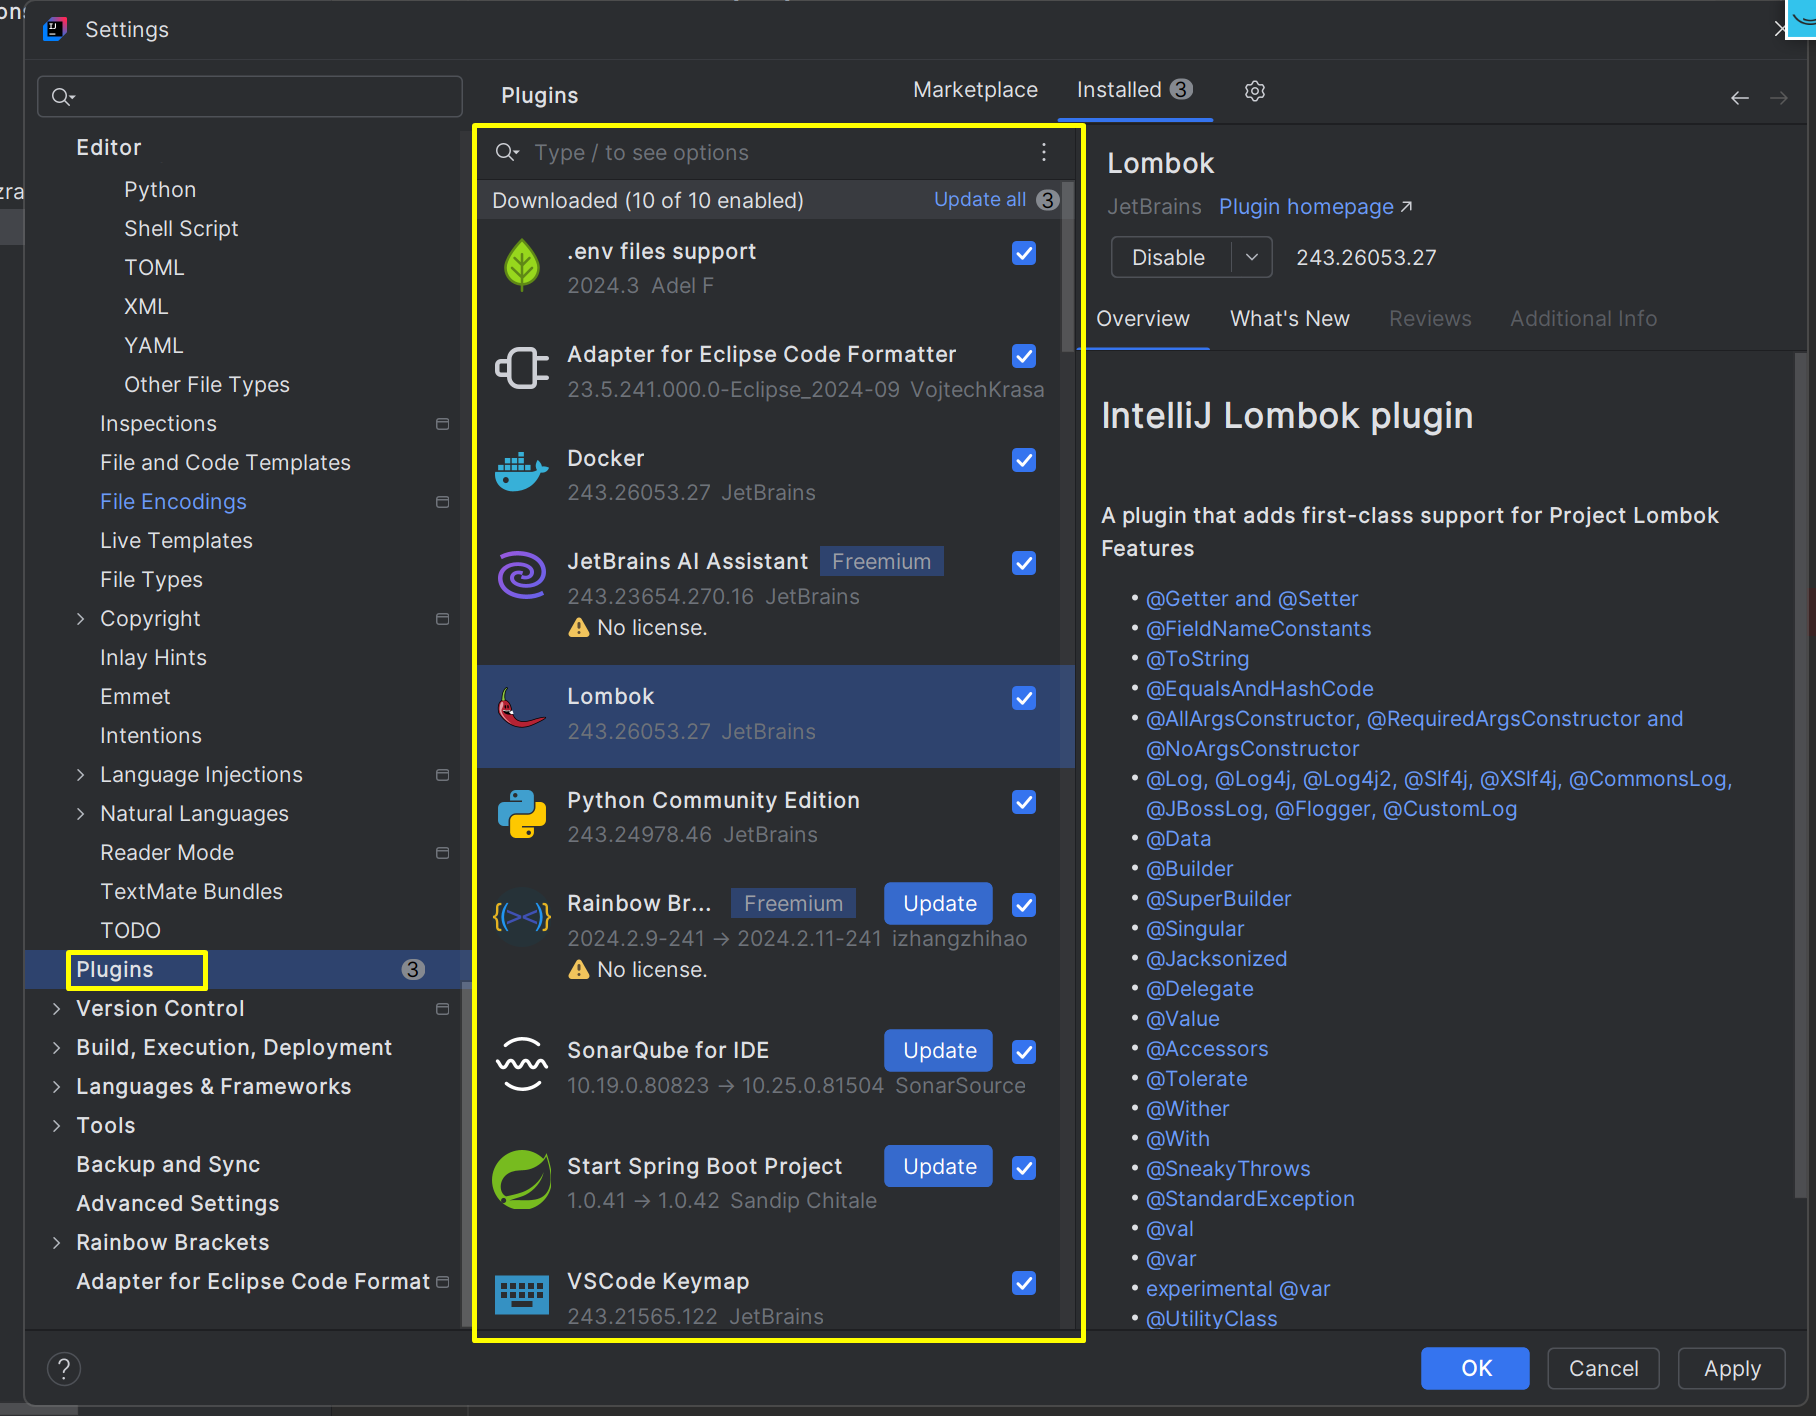 ons
Settings
Plugins
Marketplace
Installed 3
zra
Editor
Python
Shell Script
TOML
XML
YAML
Other File Types
Inspections
File and Code Templates
File Encodings
Live Templates
File Types
Copyright
Inlay Hints
Emmet
Intentions
Language Injections
Natural Languages
Reader Mode
TextMate Bundles
TODO
Plugins 3
Version Control
Build, Execution, Deployment
Languages & Frameworks
Tools
Backup and Sync
Advanced Settings
Rainbow Brackets
Adapter for Eclipse Code Format
Type / to see options
Downloaded (10 of 10 enabled) Update all 3
.env files support
2024.3 Adel F
Adapter for Eclipse Code Formatter
23.5.241.000.0-Eclipse_2024-09 VojtechKrasa
Docker
243.26053.27 JetBrains
JetBrains AI Assistant Freemium
243.23654.270.16 JetBrains
No license.
Lombok
243.26053.27 JetBrains
Python Community Edition
243.24978.46 JetBrains
Rainbow Br... Freemium Update
2024.2.9-241 → 2024.2.11-241 izhangzhihao
No license.
SonarQube for IDE Update
10.19.0.80823 → 10.25.0.81504 SonarSource
Start Spring Boot Project Update
1.0.41 → 1.0.42 Sandip Chitale
VSCode Keymap
243.21565.122 JetBrains
Lombok
JetBrains Plugin homepage ↗
Disable 243.26053.27
Overview What's New Reviews Additional Info
IntelliJ Lombok plugin
A plugin that adds first-class support for Project Lombok
Features
• @Getter and @Setter
• @FieldNameConstants
• @ToString
• @EqualsAndHashCode
• @AllArgsConstructor, @RequiredArgsConstructor and
@NoArgsConstructor
• @Log, @Log4j, @Log4j2, @Slf4j, @XSlf4j, @CommonsLog,
@JBossLog, @Flogger, @CustomLog
• @Data
• @Builder
• @SuperBuilder
• @Singular
• @Jacksonized
• @Delegate
• @Value
• @Accessors
• @Tolerate
• @Wither
• @With
• @SneakyThrows
• @StandardException
• @val
• @var
• experimental @var
• @UtilityClass
?
OK
Cancel
Apply